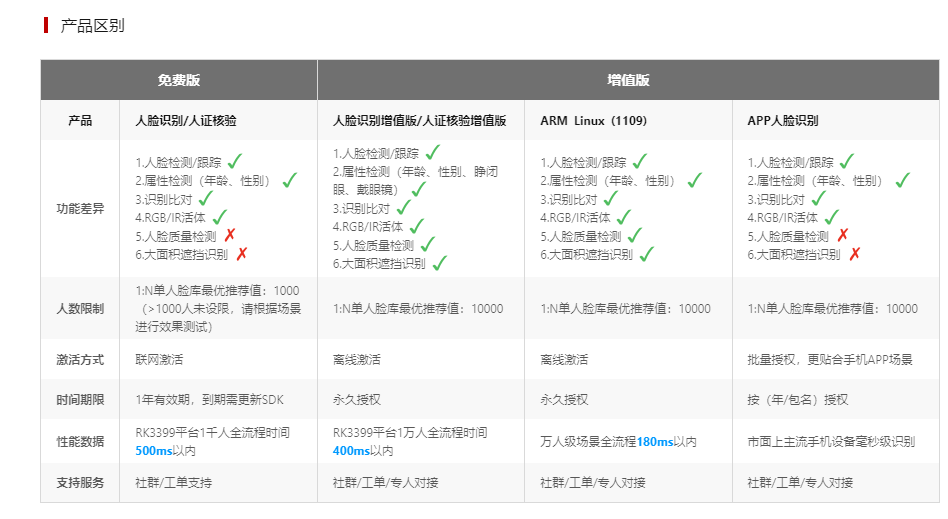 产品区别
免费版
增值版
产品
人脸识别/人证核验
人脸识别增值版/人证核验增值版
ARM Linux（1109）
APP人脸识别
功能差异
1.人脸检测/跟踪
2.属性检测（年龄、性别）
3.识别比对
4.RGB/IR活体
5.人脸质量检测
6.大面积遮挡识别
1.人脸检测/跟踪
2.属性检测（年龄、性别、睁闭
眼、戴眼镜）
3.识别比对
4.RGB/IR活体
5.人脸质量检测
6.大面积遮挡识别
1.人脸检测/跟踪
2.属性检测（年龄、性别）
3.识别比对
4.RGB/IR活体
5.人脸质量检测
6.大面积遮挡识别
1.人脸检测/跟踪
2.属性检测（年龄、性别）
3.识别比对
4.RGB/IR活体
5.人脸质量检测
6.大面积遮挡识别
人数限制
1:N单人脸库最优推荐值：1000
（>1000人未设限，请根据场景
进行效果测试）
1:N单人脸库最优推荐值：10000
1:N单人脸库最优推荐值：10000
1:N单人脸库最优推荐值：10000
激活方式
联网激活
离线激活
离线激活
批量授权，更贴合手机APP场景
时间期限
1年有效期，到期需更新SDK
永久授权
永久授权
按（年/包名）授权
性能数据
RK3399平台1千人全流程时间
500ms以内
RK3399平台1万人全流程时间
400ms以内
万人级场景全流程180ms以内
市面上主流手机设备毫秒级识别
支持服务
社群/工单支持
社群/工单/专人对接
社群/工单/专人对接
社群/工单/专人对接